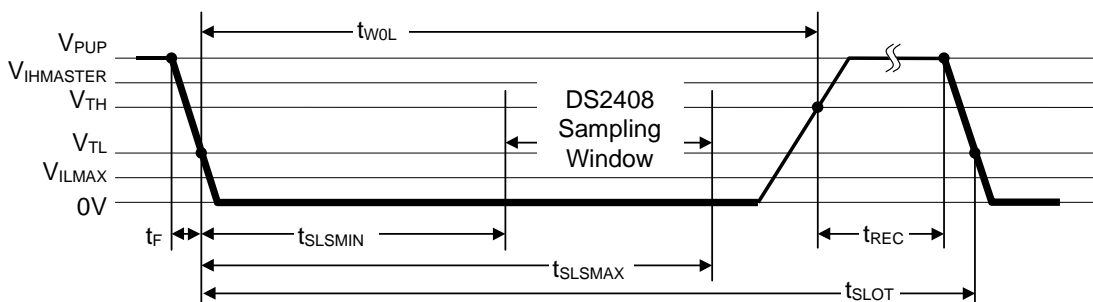 tW0L
VPUP
VIHMASTER
VTH
VTL
VILMAX
0V
DS2408
Sampling
Window
tF
tSLSMIN
tREC
tSLSMAX
tSLOT